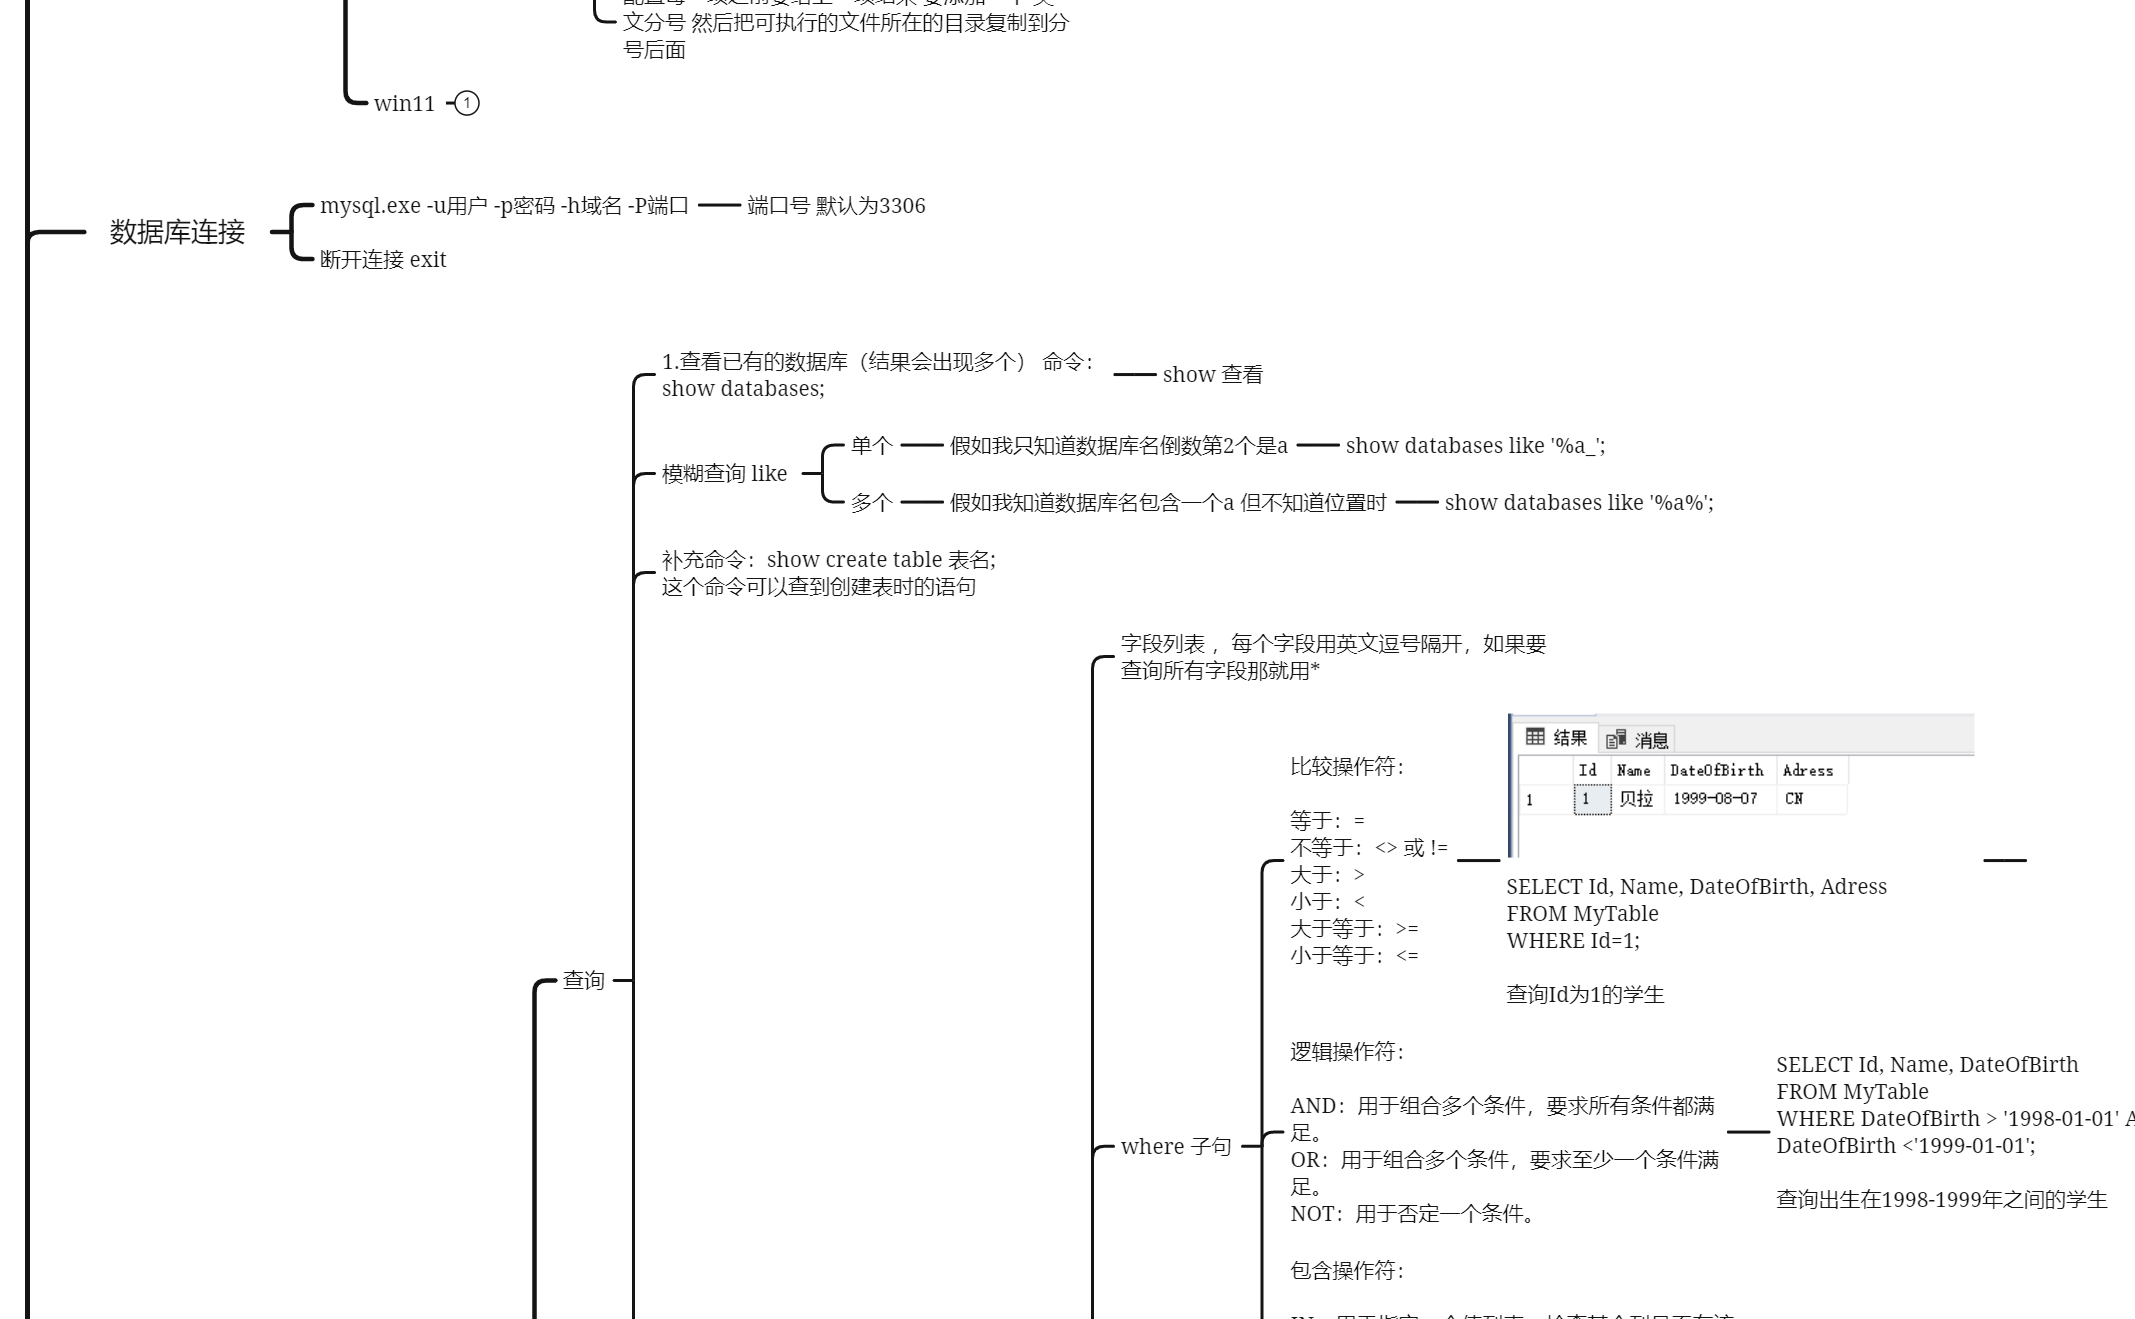 文分号 然后把可执行的文件所在的目录复制到分
号后面
win11
1
数据库连接
mysql.exe -u用户 -p密码 -h域名 -P端口
端口号 默认为3306
断开连接 exit
1.查看已有的数据库（结果会出现多个） 命令：
show databases;
show 查看
模糊查询 like
单个
假如我只知道数据库名倒数第2个是a
show databases like '%a_';
多个
假如我知道数据库名包含一个a 但不知道位置时
show databases like '%a%';
补充命令：show create table 表名;
这个命令可以查到创建表时的语句
查询
字段列表 ，每个字段用英文逗号隔开，如果要
查询所有字段那就用*
where 子句
比较操作符：
等于：=
不等于：<> 或 !=
大于：>
小于：<
大于等于：>=
小于等于：<=
结果 消息
Id Name DateOfBirth Adress
1 1 贝拉 1999-08-07 CN
SELECT Id, Name, DateOfBirth, Adress
FROM MyTable
WHERE Id=1;
查询Id为1的学生
逻辑操作符：
AND：用于组合多个条件，要求所有条件都满
足。
OR：用于组合多个条件，要求至少一个条件满
足。
NOT：用于否定一个条件。
SELECT Id, Name, DateOfBirth
FROM MyTable
WHERE DateOfBirth > '1998-01-01'
DateOfBirth <'1999-01-01';
查询出生在1998-1999年之间的学生
包含操作符：